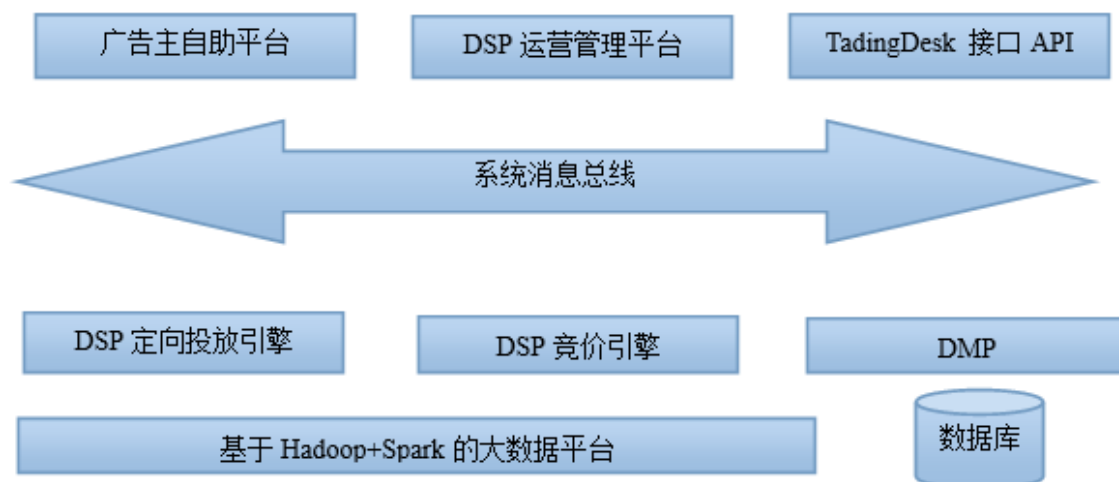 广告主自助平台
DSP 运营管理平台
TadingDesk 接口 API
系统消息总线
DSP 定向投放引擎
DSP 竞价引擎
DMP
基于 Hadoop+Spark 的大数据平台
数据库